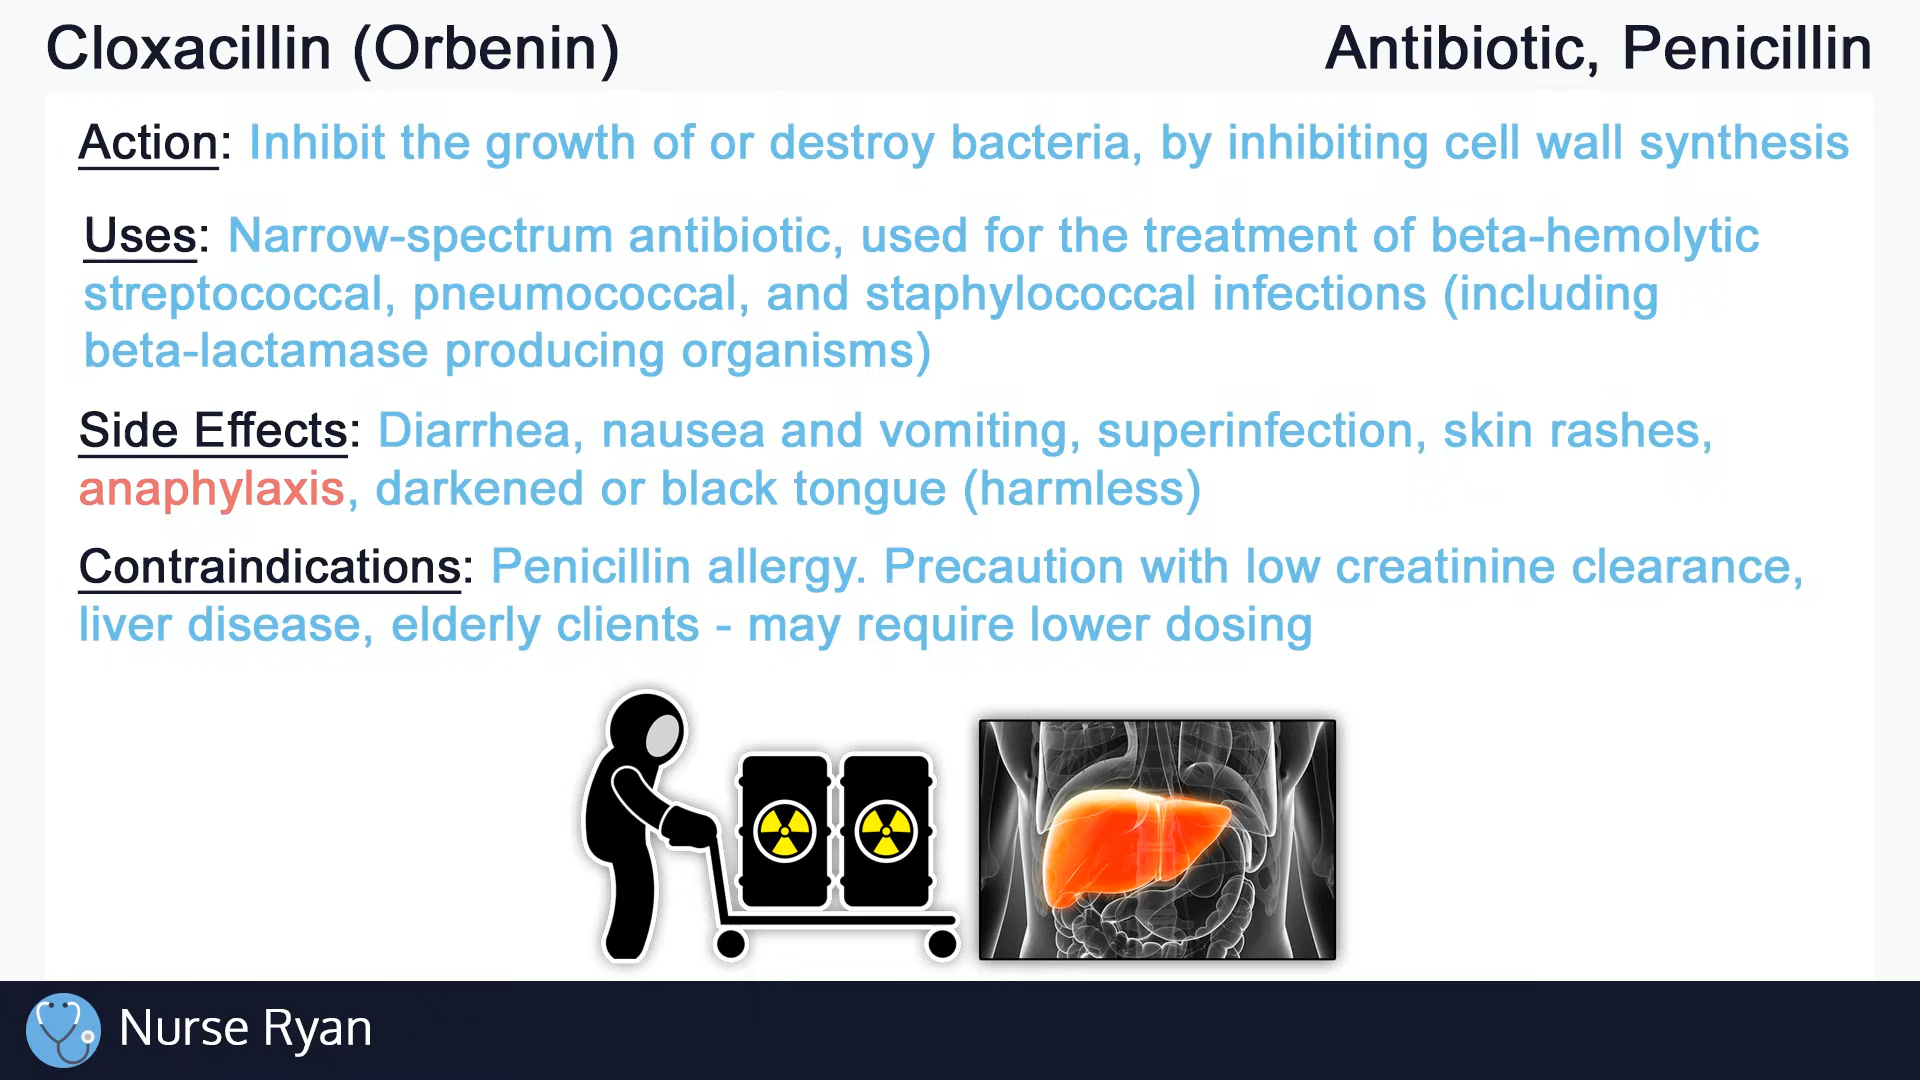 Cloxacillin (Orbenin)
Antibiotic, Penicillin
Action: Inhibit the growth of or destroy bacteria, by inhibiting cell wall synthesis
Uses: Narrow-spectrum antibiotic, used for the treatment of beta-hemolytic
streptococcal, pneumococcal, and staphylococcal infections (including
beta-lactamase producing organisms)
Side Effects: Diarrhea, nausea and vomiting, superinfection, skin rashes,
anaphylaxis, darkened or black tongue (harmless)
Contraindications: Penicillin allergy. Precaution with low creatinine clearance,
liver disease, elderly clients - may require lower dosing
Nurse Ryan